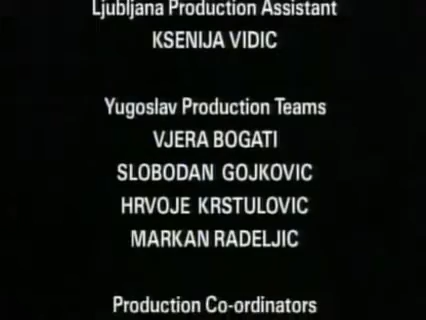 Ljubljana Production Assistant
KSENIJA VIDIC
Yugoslav Production Teams
VJERA BOGATI
SLOBODAN GOJKOVIC
HRVOJE KRSTULOVIC
MARKAN RADELJIC
Production Co-ordinators